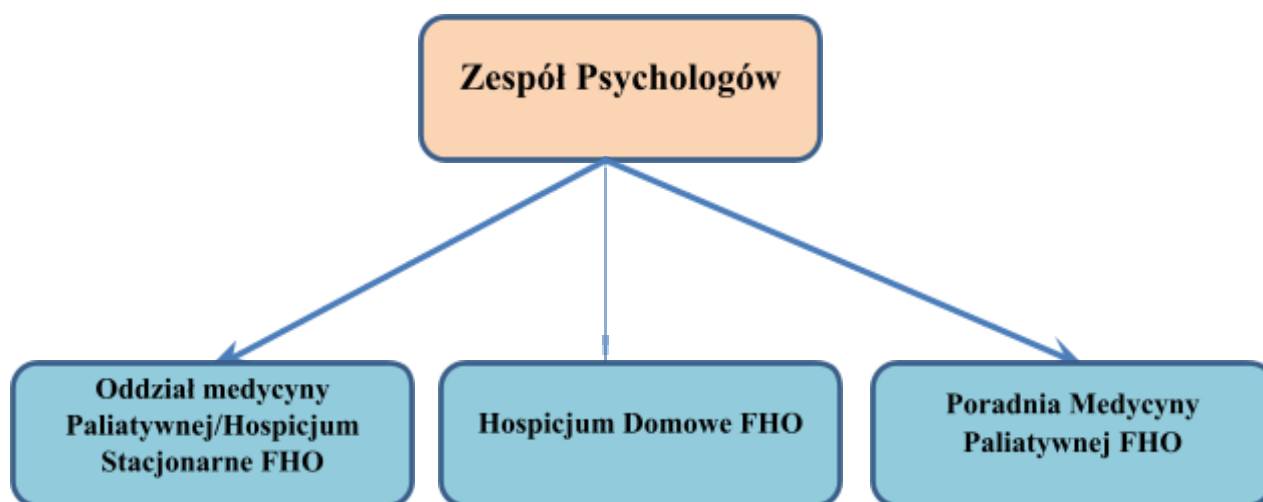 Zespół Psychologów
Oddział medycyny
Paliatywnej/Hospicjum
Stacjonarne FHO
Hospicjum Domowe FHO
Poradnia Medycyny
Paliatywnej FHO